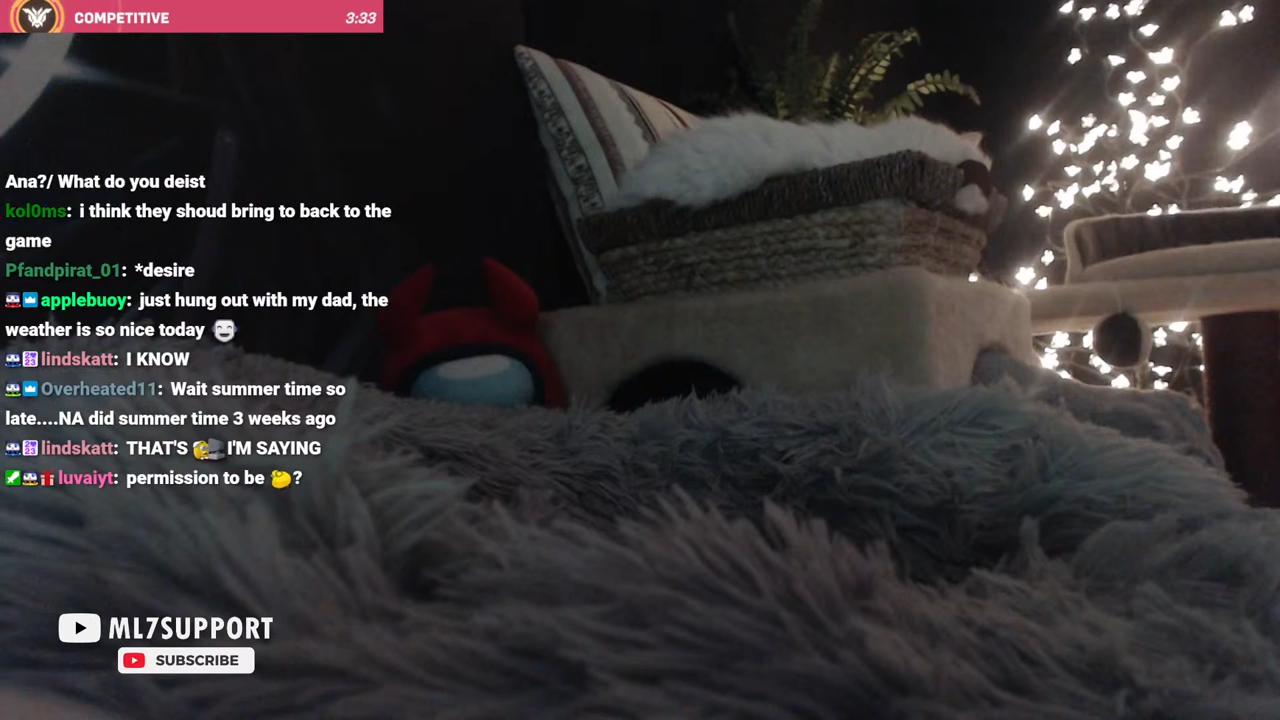 COMPETITIVE 3:33
Ana?/ What do you deist
kol0ms: i think they shoud bring to back to the
game
Pfandpirat_01: *desire
applebuoy: just hung out with my dad, the
weather is so nice today
lindskatt: I KNOW
Overheated11: Wait summer time so
late....NA did summer time 3 weeks ago
lindskatt: THAT'S I'M SAYING
luvaiyt: permission to be ?
ML7SUPPORT
SUBSCRIBE